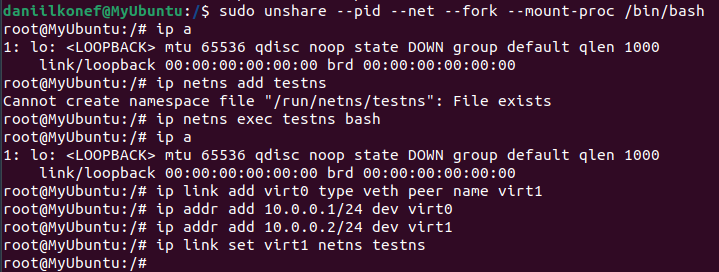 daniilkonef@MyUbuntu:/$ sudo unshare --pid --net --fork --mount-proc /bin/bash
root@MyUbuntu:/# ip a
1: lo: <LOOPBACK> mtu 65536 qdisc noop state DOWN group default qlen 1000
    link/loopback 00:00:00:00:00:00 brd 00:00:00:00:00:00
root@MyUbuntu:/# ip netns add testns
Cannot create namespace file "/run/netns/testns": File exists
root@MyUbuntu:/# ip netns exec testns bash
root@MyUbuntu:/# ip a
1: lo: <LOOPBACK> mtu 65536 qdisc noop state DOWN group default qlen 1000
    link/loopback 00:00:00:00:00:00 brd 00:00:00:00:00:00
root@MyUbuntu:/# ip link add virt0 type veth peer name virt1
root@MyUbuntu:/# ip addr add 10.0.0.1/24 dev virt0
root@MyUbuntu:/# ip addr add 10.0.0.2/24 dev virt1
root@MyUbuntu:/# ip link set virt1 netns testns
root@MyUbuntu:/#